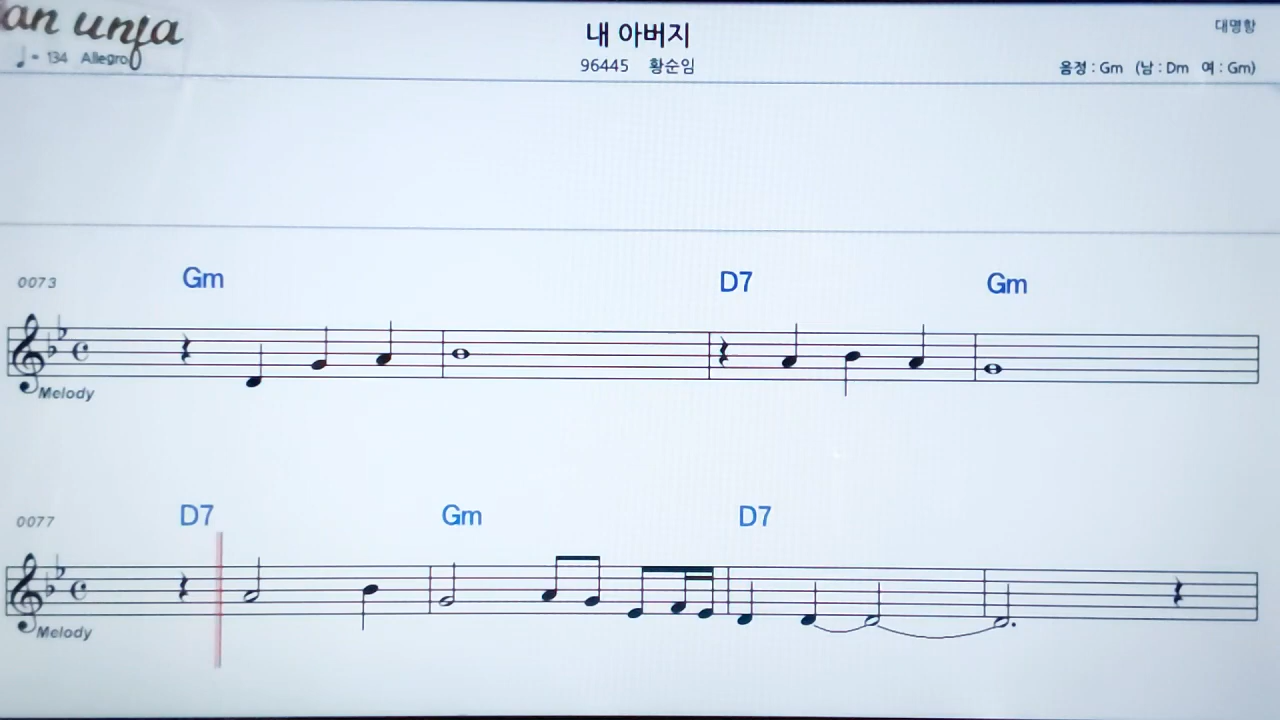 an unja
내 아버지
대명항
♩= 134 Allegro
96445 황순임
음정 : Gm (남 : Dm 여 : Gm)
0073
Gm D7 Gm
Melody
0077
D7 Gm D7
Melody